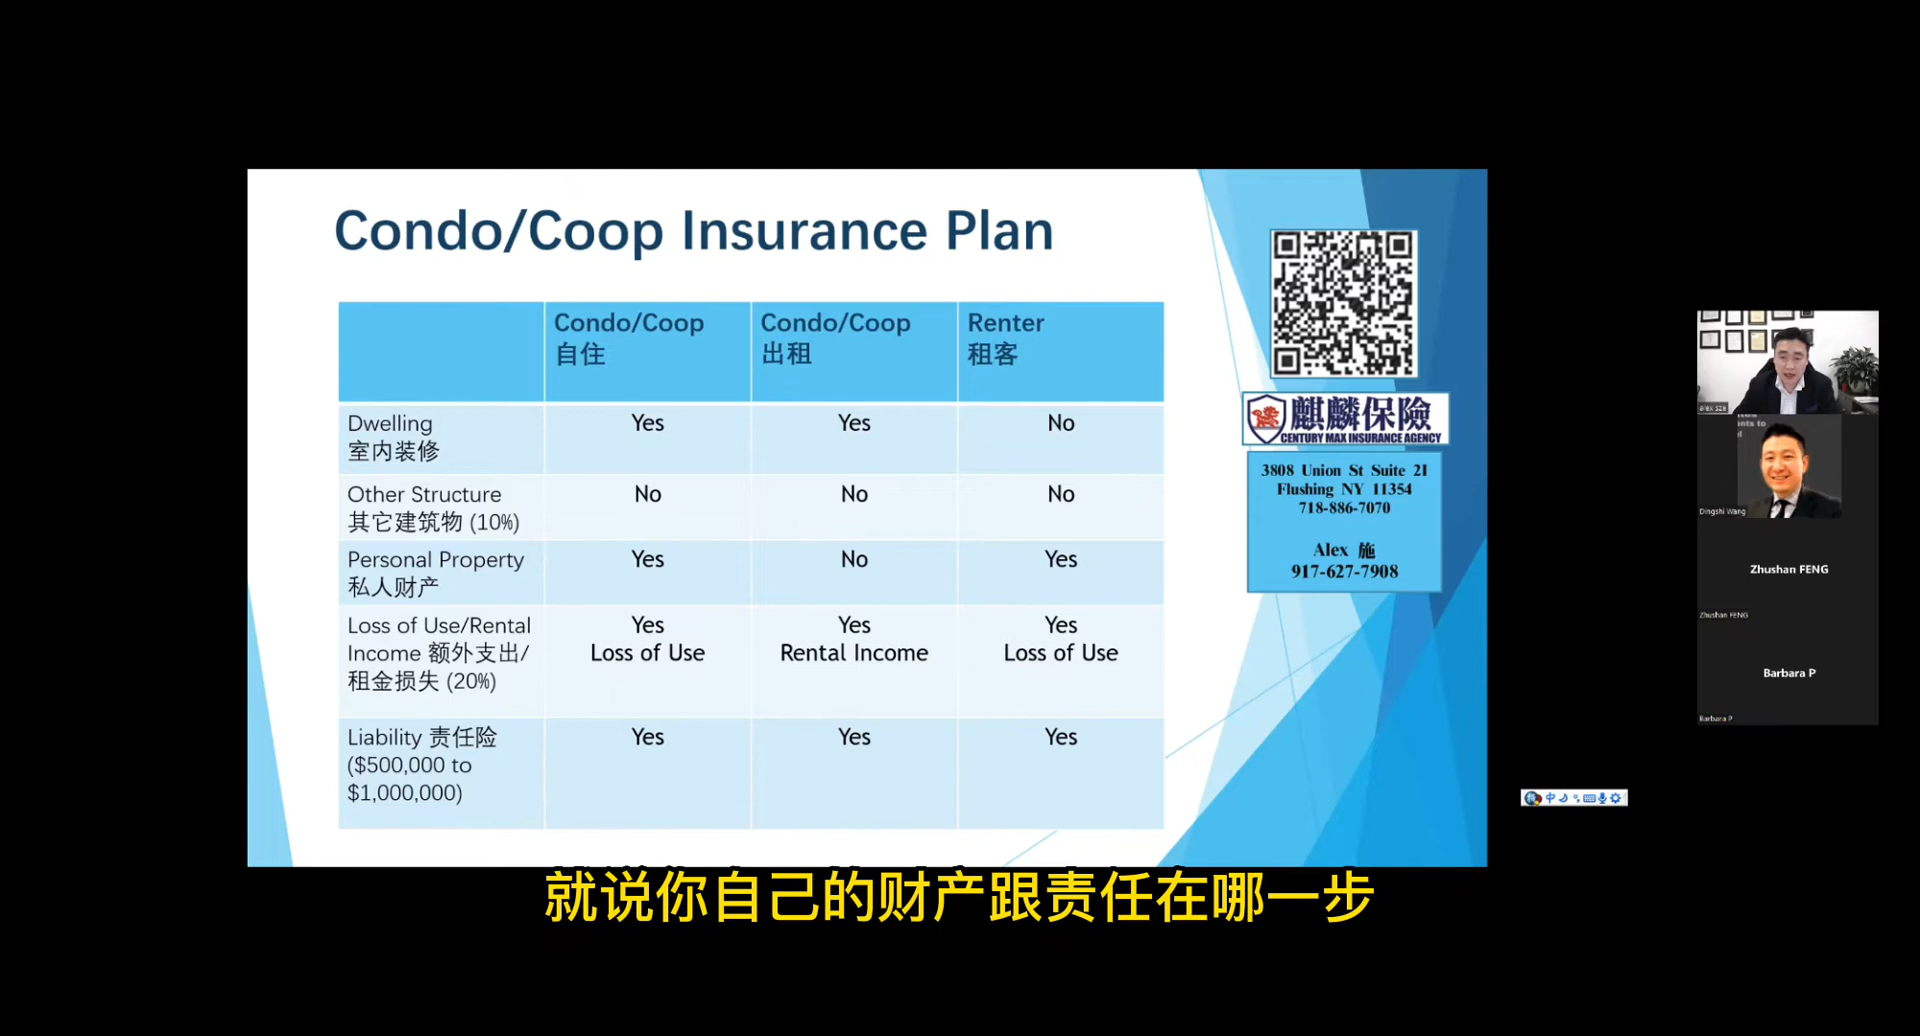 Condo/Coop Insurance Plan
Condo/Coop
自住
Condo/Coop
出租
Renter
租客
Dwelling
室内装修
Yes
Yes
No
Other Structure
其它建筑物 (10%)
No
No
No
Personal Property
私人财产
Yes
No
Yes
Loss of Use/Rental
Income 额外支出/
租金损失 (20%)
Yes
Loss of Use
Yes
Rental Income
Yes
Loss of Use
Liability 责任险
($500,000 to
$1,000,000)
Yes
Yes
Yes
麒麟保險
CENTURY MAX INSURANCE AGENCY
3808 Union St Suite 2I
Flushing NY 11354
718-886-7070
Alex 施
917-627-7908
alex sze
Dingshi Wang
Zhushan FENG
Zhushan FENG
Barbara P
Barbara P
中
就说你自己的财产跟责任在哪一步